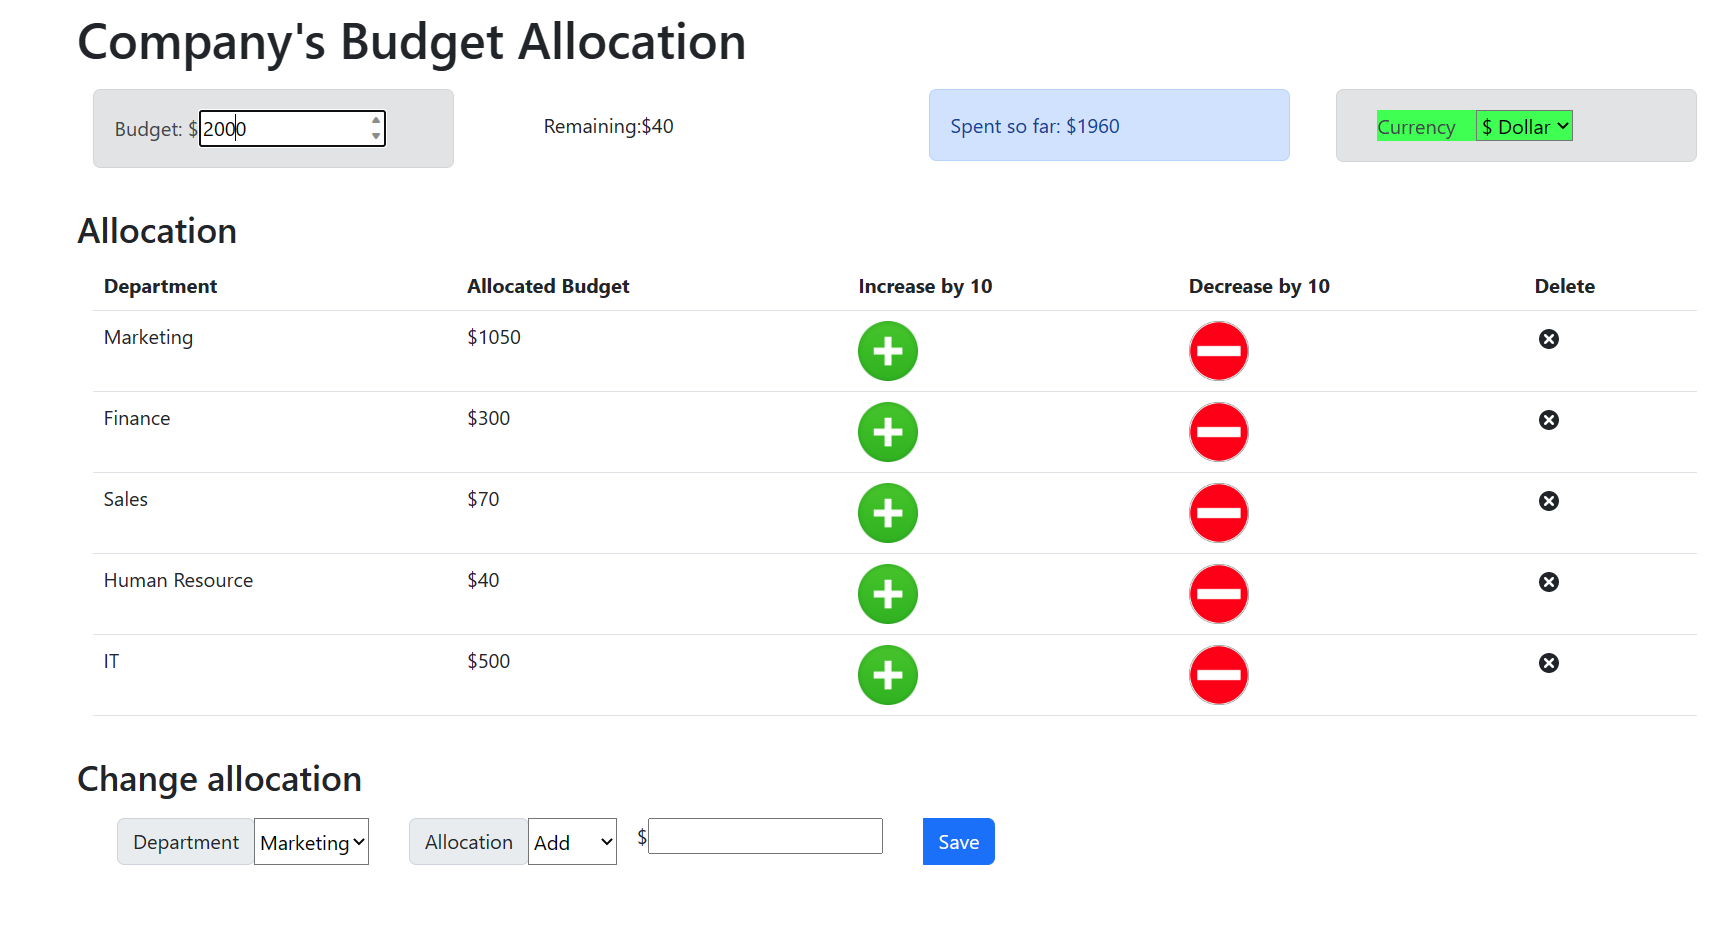 Company's Budget Allocation
Budget: $ 2000 Remaining:$40 Spent so far: $1960 Currency $ Dollar
Allocation
Department Allocated Budget Increase by 10 Decrease by 10 Delete
Marketing $1050
Finance $300
Sales $70
Human Resource $40
IT $500
Change allocation
Department Marketing Allocation Add $ Save